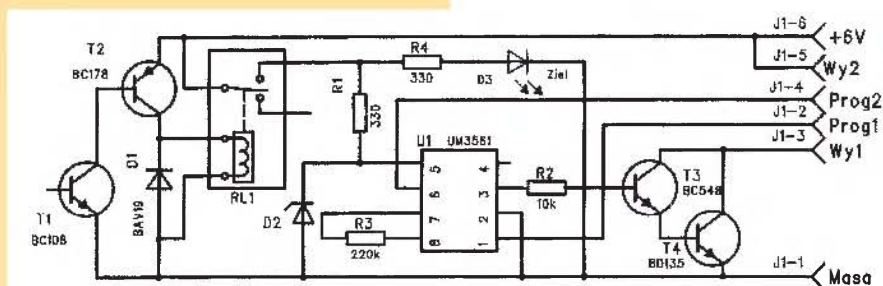 J1-6
+6V
J1-5
Wy2
J1-4
Prog2
J1-2
Prog1
J1-3
Wy1
J1-1
Masa
T2
BC178
T1
BC108
D1
BAV19
RL1
R1
330
R4
330
D3
Ziel
D2
U1
UM3561
5
6
7
8
4
3
2
1
R3
220k
R2
10k
T3
BC548
T4
BD135